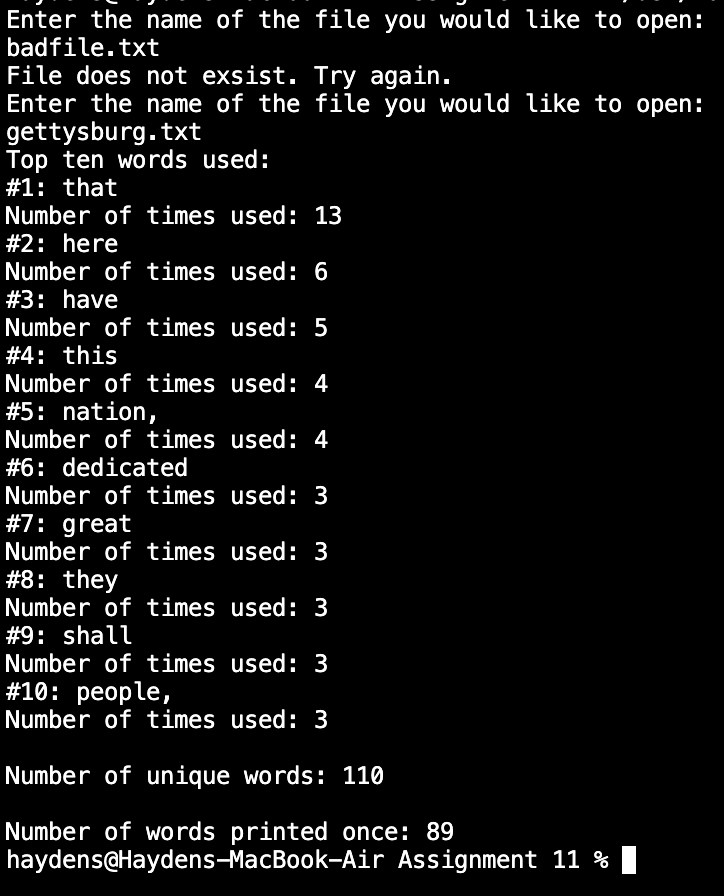 Enter the name of the file you would like to open:
badfile.txt
File does not exsist. Try again.
Enter the name of the file you would like to open:
gettysburg.txt
Top ten words used:
#1: that
Number of times used: 13
#2: here
Number of times used: 6
#3: have
Number of times used: 5
#4: this
Number of times used: 4
#5: nation,
Number of times used: 4
#6: dedicated
Number of times used: 3
#7: great
Number of times used: 3
#8: they
Number of times used: 3
#9: shall
Number of times used: 3
#10: people,
Number of times used: 3
Number of unique words: 110
Number of words printed once: 89
haydens@Haydens-MacBook-Air Assignment 11 %